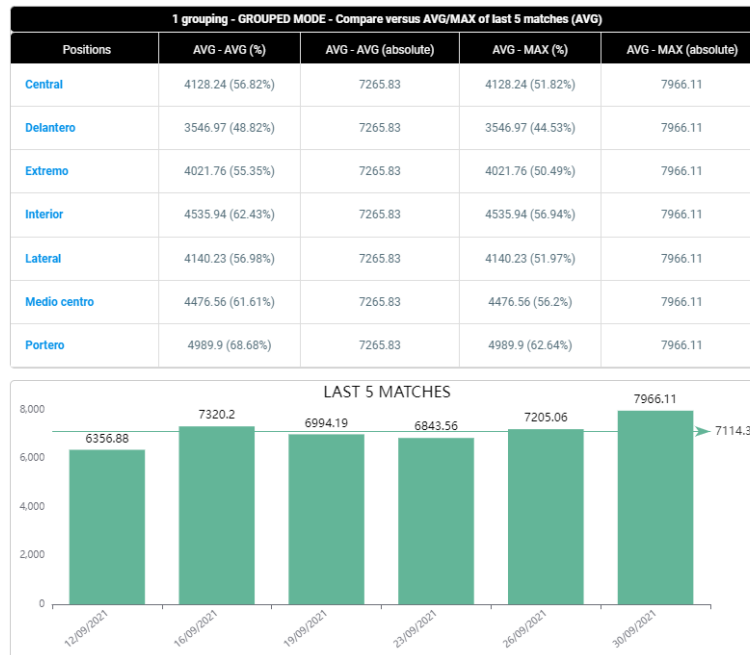 1 grouping - GROUPED MODE - Compare versus AVG/MAX of last 5 matches (AVG)
Positions AVG - AVG (%) AVG - AVG (absolute) AVG - MAX (%) AVG - MAX (absolute)
Central 4128.24 (56.82%) 7265.83 4128.24 (51.82%) 7966.11
Delantero 3546.97 (48.82%) 7265.83 3546.97 (44.53%) 7966.11
Extremo 4021.76 (55.35%) 7265.83 4021.76 (50.49%) 7966.11
Interior 4535.94 (62.43%) 7265.83 4535.94 (56.94%) 7966.11
Lateral 4140.23 (56.98%) 7265.83 4140.23 (51.97%) 7966.11
Medio centro 4476.56 (61.61%) 7265.83 4476.56 (56.2%) 7966.11
Portero 4989.9 (68.68%) 7265.83 4989.9 (62.64%) 7966.11
LAST 5 MATCHES
8,000
6,000
4,000
2,000
0
6356.88 7320.2 6994.19 6843.56 7205.06 7966.11
7114.3
12/09/2021 16/09/2021 19/09/2021 23/09/2021 26/09/2021 30/09/2021